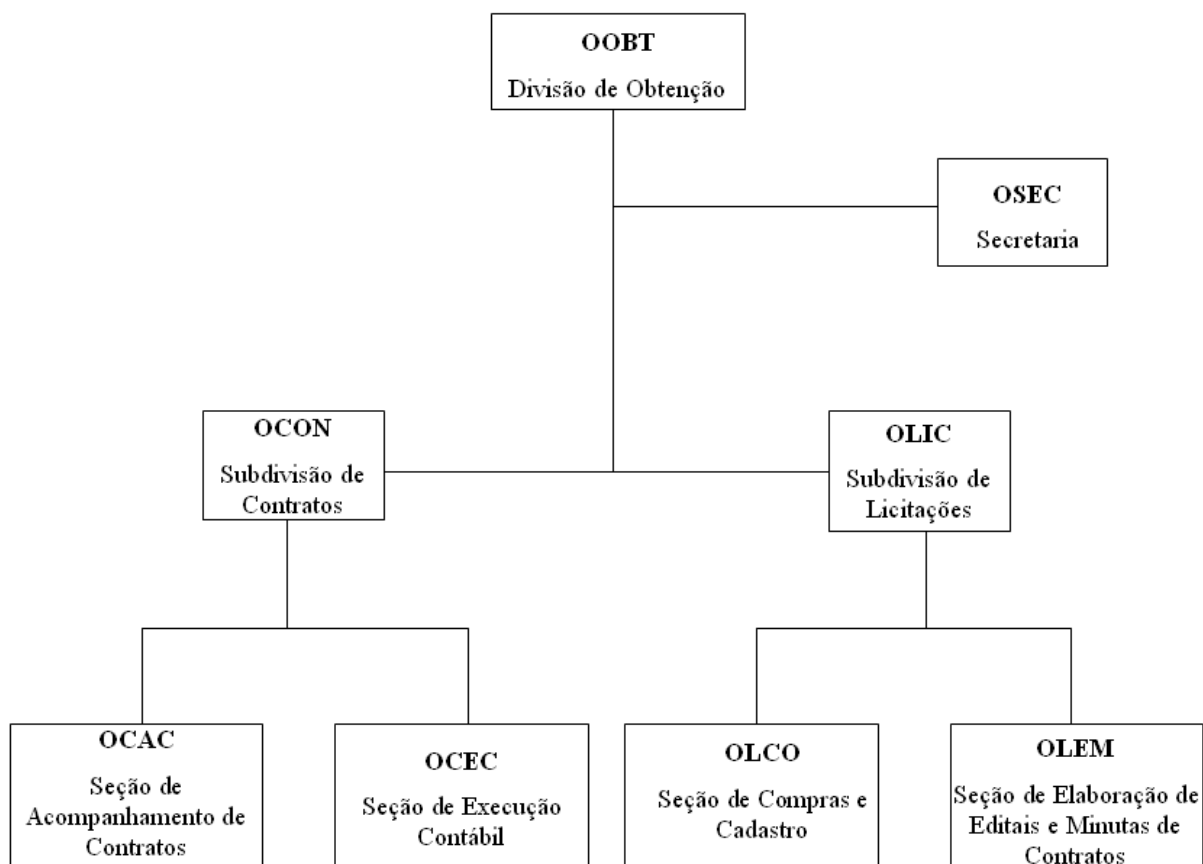 OOBT
Divisão de Obtenção
OSEC
Secretaria
OCON
Subdivisão de
Contratos
OLIC
Subdivisão de
Licitações
OCAC
Seção de
Acompanhamento de
Contratos
OCEC
Seção de Execução
Contábil
OLCO
Seção de Compras e
Cadastro
OLEM
Seção de Elaboração de
Editais e Minutas de
Contratos